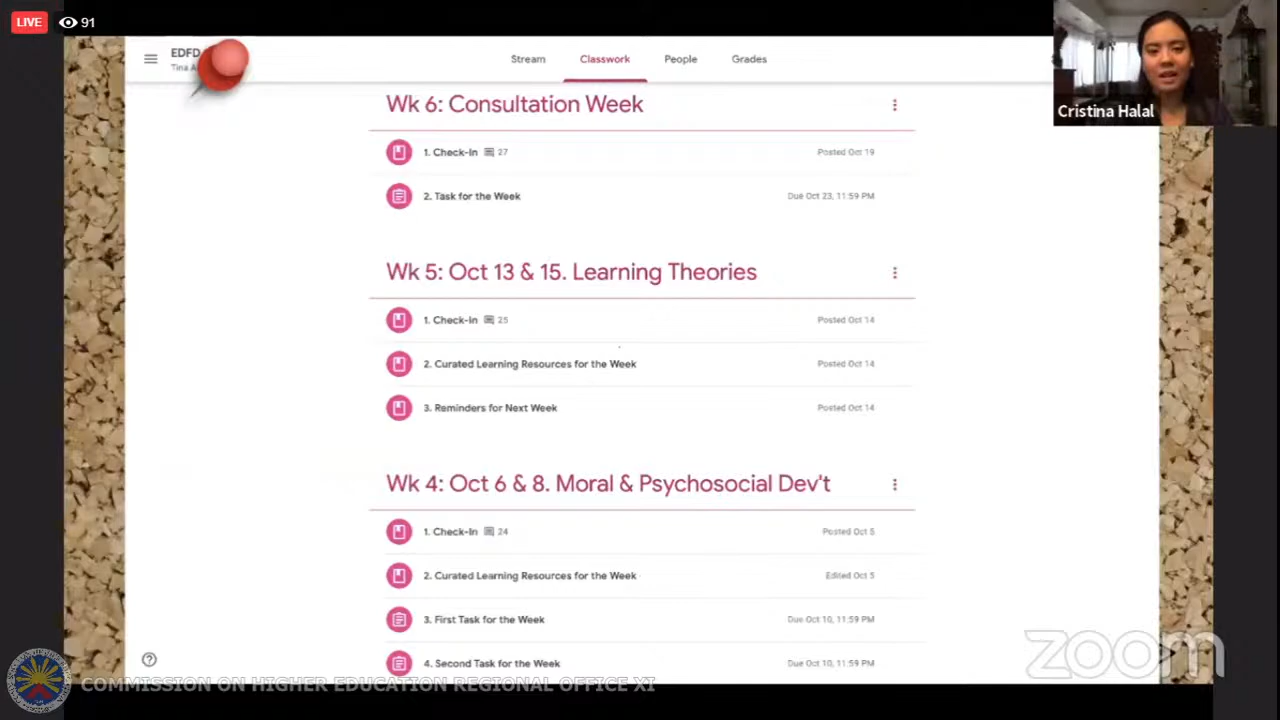 LIVE 91
EDFD
Tina A
Stream Classwork People Grades
Cristina Halal
Wk 6: Consultation Week
1. Check-In 27 Posted Oct 19
2. Task for the Week Due Oct 23, 11:59 PM
Wk 5: Oct 13 & 15. Learning Theories
1. Check-In 25 Posted Oct 14
2. Curated Learning Resources for the Week Posted Oct 14
3. Reminders for Next Week Posted Oct 14
Wk 4: Oct 6 & 8. Moral & Psychosocial Dev't
1. Check-In 24 Posted Oct 5
2. Curated Learning Resources for the Week Edited Oct 5
3. First Task for the Week Due Oct 10, 11:59 PM
4. Second Task for the Week Due Oct 10, 11:59 PM
zoom
COMMISSION ON HIGHER EDUCATION REGIONAL OFFICE XI